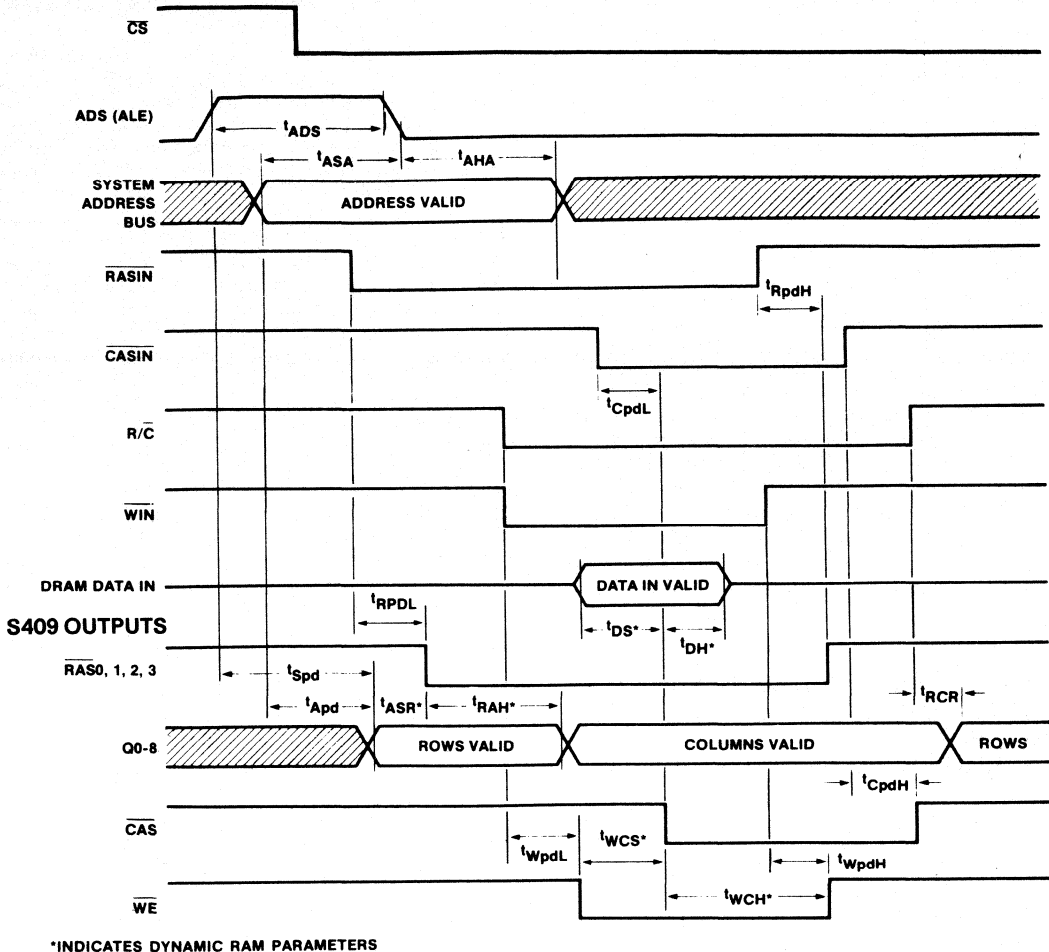 CS
ADS (ALE)
tADS
tASA
tAHA
SYSTEM
ADDRESS
BUS
ADDRESS VALID
RASIN
tRpdH
CASIN
tCpdL
R/C
WIN
DRAM DATA IN
DATA IN VALID
tRPDL
tDS*
tDH*
S409 OUTPUTS
RAS0, 1, 2, 3
tSpd
tApd
tASR*
tRAH*
tRCR
Q0-8
ROWS VALID
COLUMNS VALID
ROWS
tCpdH
CAS
tWpdL
tWCS*
tWpdH
tWCH*
WE
*INDICATES DYNAMIC RAM PARAMETERS